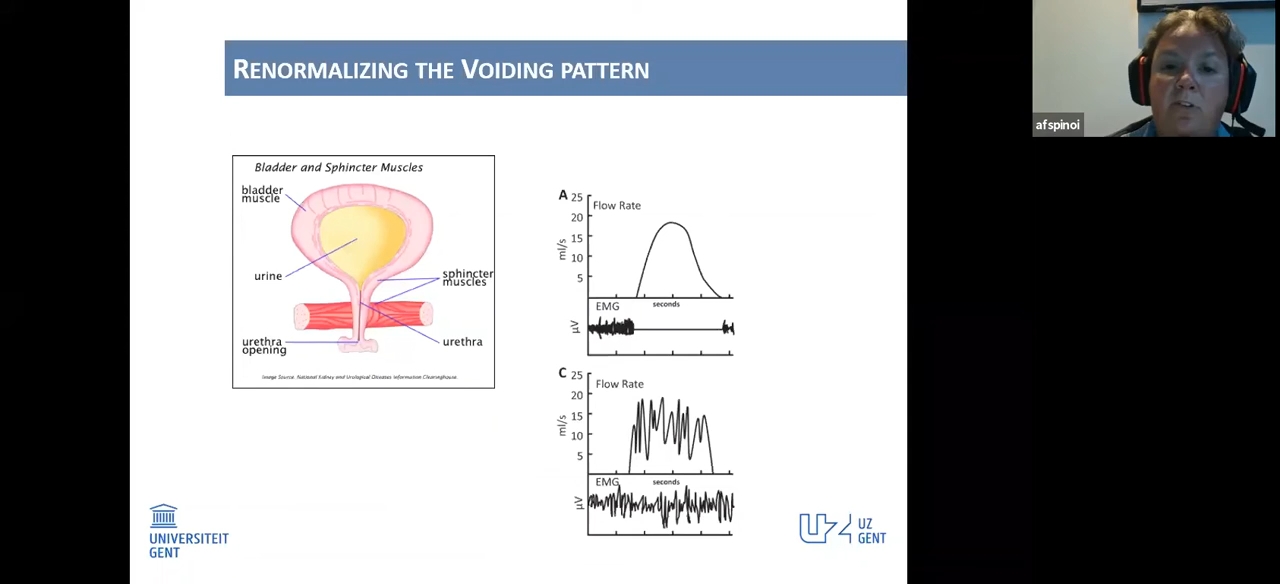 RENORMALIZING THE VOIDING PATTERN
afspinoi
Bladder and Sphincter Muscles
bladder
muscle
urine
sphincter
muscles
urethra
opening
urethra
Image Source: National Kidney and Urological Diseases Information Clearinghouse
A
25
20
15
10
5
ml/s
Flow Rate
seconds
EMG
µV
C
25
20
15
10
5
ml/s
Flow Rate
seconds
EMG
µV
UNIVERSITEIT
GENT
UZ
GENT